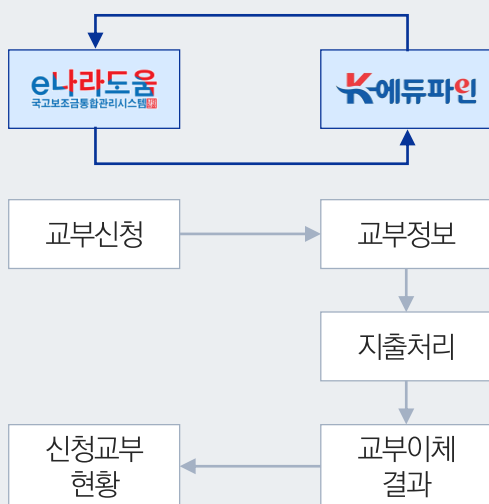 e나라도움
국고보조금통합관리시스템
K에듀파인
교부신청
교부정보
지출처리
신청교부
현황
교부이체
결과